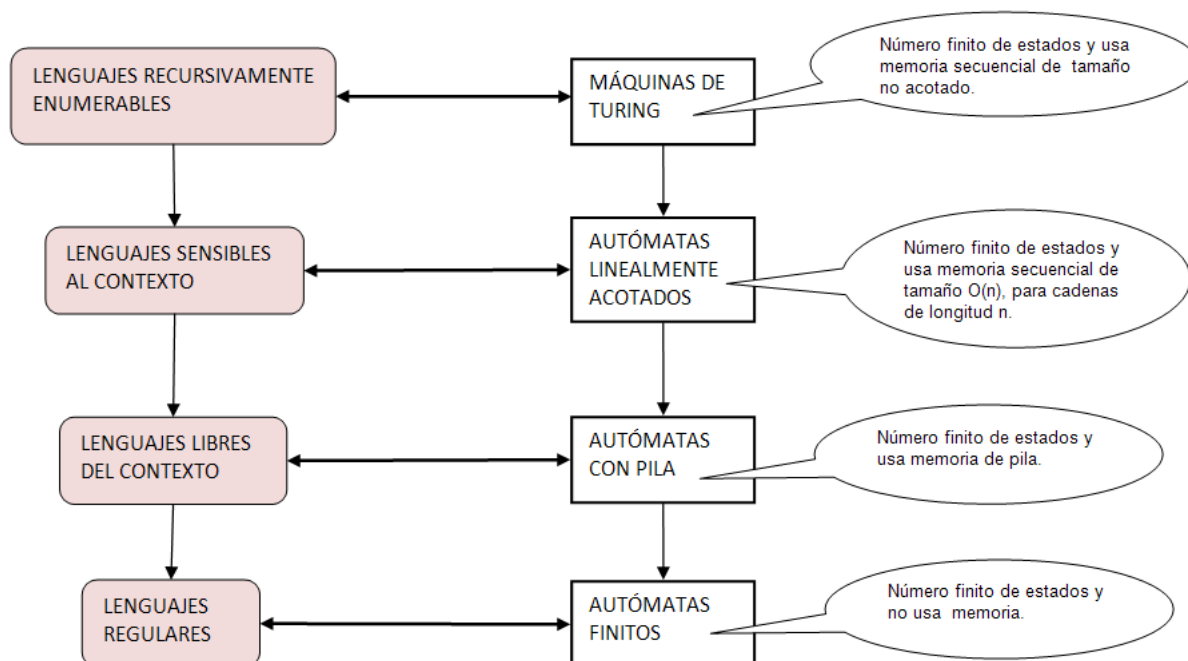 LENGUAJES RECURSIVAMENTE
ENUMERABLES
MÁQUINAS DE
TURING
Número finito de estados y usa
memoria secuencial de tamaño
no acotado.
LENGUAJES SENSIBLES
AL CONTEXTO
AUTÓMATAS
LINEALMENTE
ACOTADOS
Número finito de estados y
usa memoria secuencial de
tamaño O(n), para cadenas
de longitud n.
LENGUAJES LIBRES
DEL CONTEXTO
AUTÓMATAS
CON PILA
Número finito de estados y
usa memoria de pila.
LENGUAJES
REGULARES
AUTÓMATAS
FINITOS
Número finito de estados y
no usa memoria.